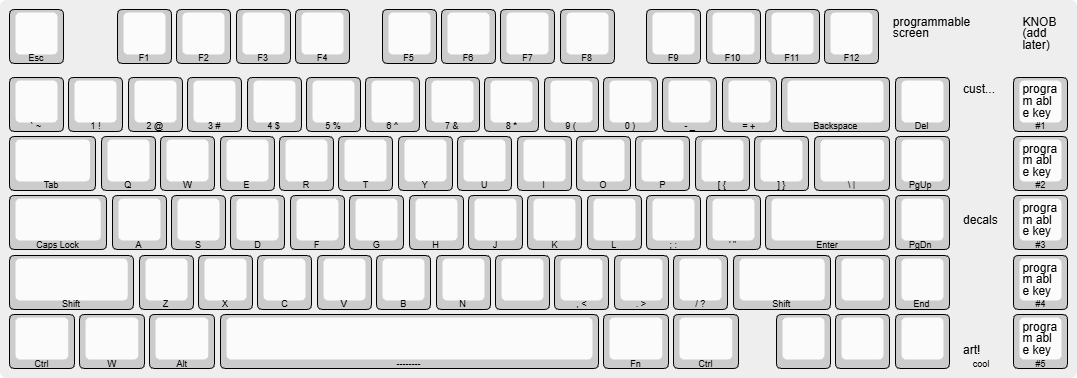 Esc F1 F2 F3 F4 F5 F6 F7 F8 F9 F10 F11 F12
programmable
screen
KNOB
(add
later)
` ~ 1 ! 2 @ 3 # 4 $ 5 % 6 ^ 7 & 8 * 9 ( 0 ) - _ = + Backspace Del
cust...
progra
m abl
e key
#1
Tab Q W E R T Y U I O P [ { ] } \ | PgUp
progra
m abl
e key
#2
Caps Lock A S D F G H J K L ; : ' " Enter PgDn
decals
progra
m abl
e key
#3
Shift Z X C V B N , < . > / ? Shift End
progra
m abl
e key
#4
Ctrl W Alt -------- Fn Ctrl
art!
cool
progra
m abl
e key
#5